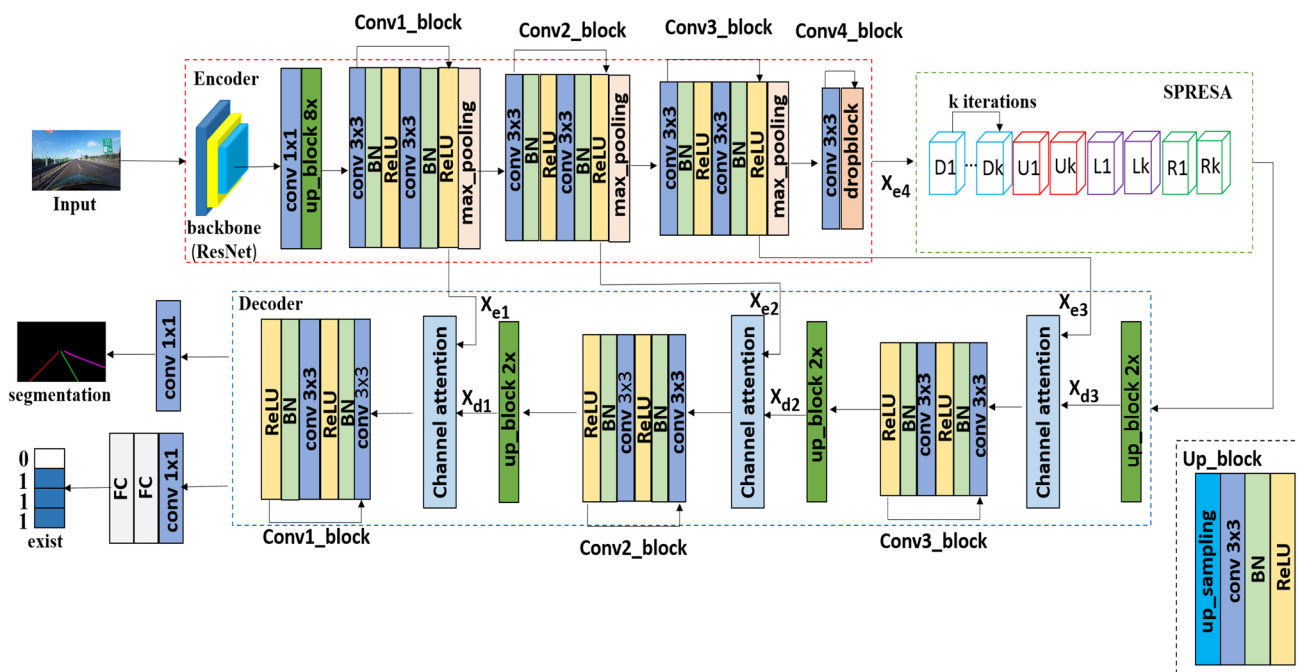 Conv1_block
Conv2_block
Conv3_block
Conv4_block
Encoder
Input
backbone
(ResNet)
conv 1x1
up_block 8x
conv 3x3
BN
ReLU
conv 3x3
BN
ReLU
max_pooling
conv 3x3
BN
ReLU
conv 3x3
BN
ReLU
max_pooling
conv 3x3
BN
ReLU
conv 3x3
BN
ReLU
max_pooling
conv 3x3
dropblock
Xe4
SPRESA
k iterations
D1
...
Dk
U1
Uk
L1
Lk
R1
Rk
Decoder
Xe1
Xe2
Xe3
up_block 2x
Xd3
Channel attention
conv 3x3
BN
ReLU
conv 3x3
BN
ReLU
Conv3_block
up_block 2x
Xd2
Channel attention
conv 3x3
BN
ReLU
conv 3x3
BN
ReLU
Conv2_block
up_block 2x
Xd1
Channel attention
conv 3x3
BN
ReLU
conv 3x3
BN
ReLU
Conv1_block
conv 1x1
segmentation
conv 1x1
FC
FC
0
1
1
1
exist
Up_block
up_sampling
conv 3x3
BN
ReLU